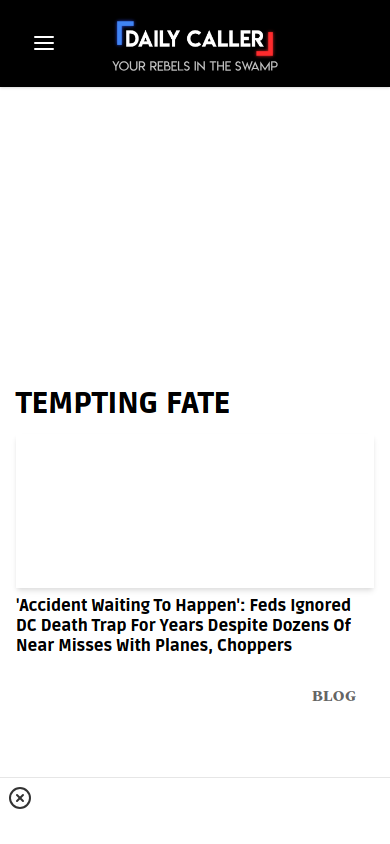 DAILY CALLER
YOUR REBELS IN THE SWAMP
TEMPTING FATE
'Accident Waiting To Happen': Feds Ignored
DC Death Trap For Years Despite Dozens Of
Near Misses With Planes, Choppers
BLOG